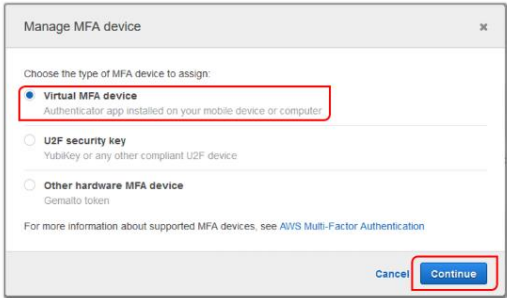 Manage MFA device
×
Choose the type of MFA device to assign:
Virtual MFA device
Authenticator app installed on your mobile device or computer
U2F security key
YubiKey or any other compliant U2F device
Other hardware MFA device
Gemalto token
For more information about supported MFA devices, see AWS Multi-Factor Authentication
Cancel Continue